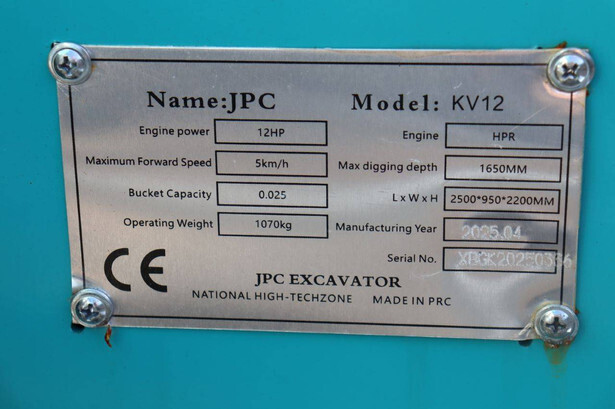 Name:JPC Model: KV12
Engine power 12HP Engine HPR
Maximum Forward Speed 5km/h Max digging depth 1650MM
Bucket Capacity 0.025 LxWxH 2500*950*2200MM
Operating Weight 1070kg Manufacturing Year 2025.04
Serial No.
CE
JPC EXCAVATOR
NATIONAL HIGH-TECHZONE MADE IN PRC